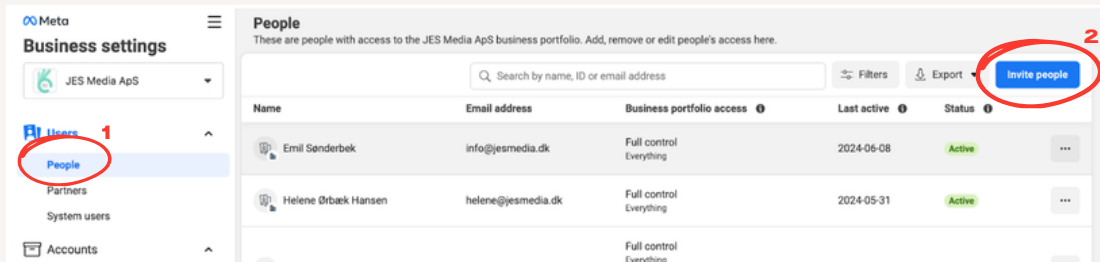 Meta
Business settings
JES Media ApS
Users 1
People
Partners
System users
Accounts
People
These are people with access to the JES Media ApS business portfolio. Add, remove or edit people's access here.
2
Search by name, ID or email address Filters Export Invite people
Name Email address Business portfolio access Last active Status
Emil Sønderbek info@jesmedia.dk Full control 2024-06-08 Active
Everything
Helene Ørbæk Hansen helene@jesmedia.dk Full control 2024-05-31 Active
Everything
Full control
Everything